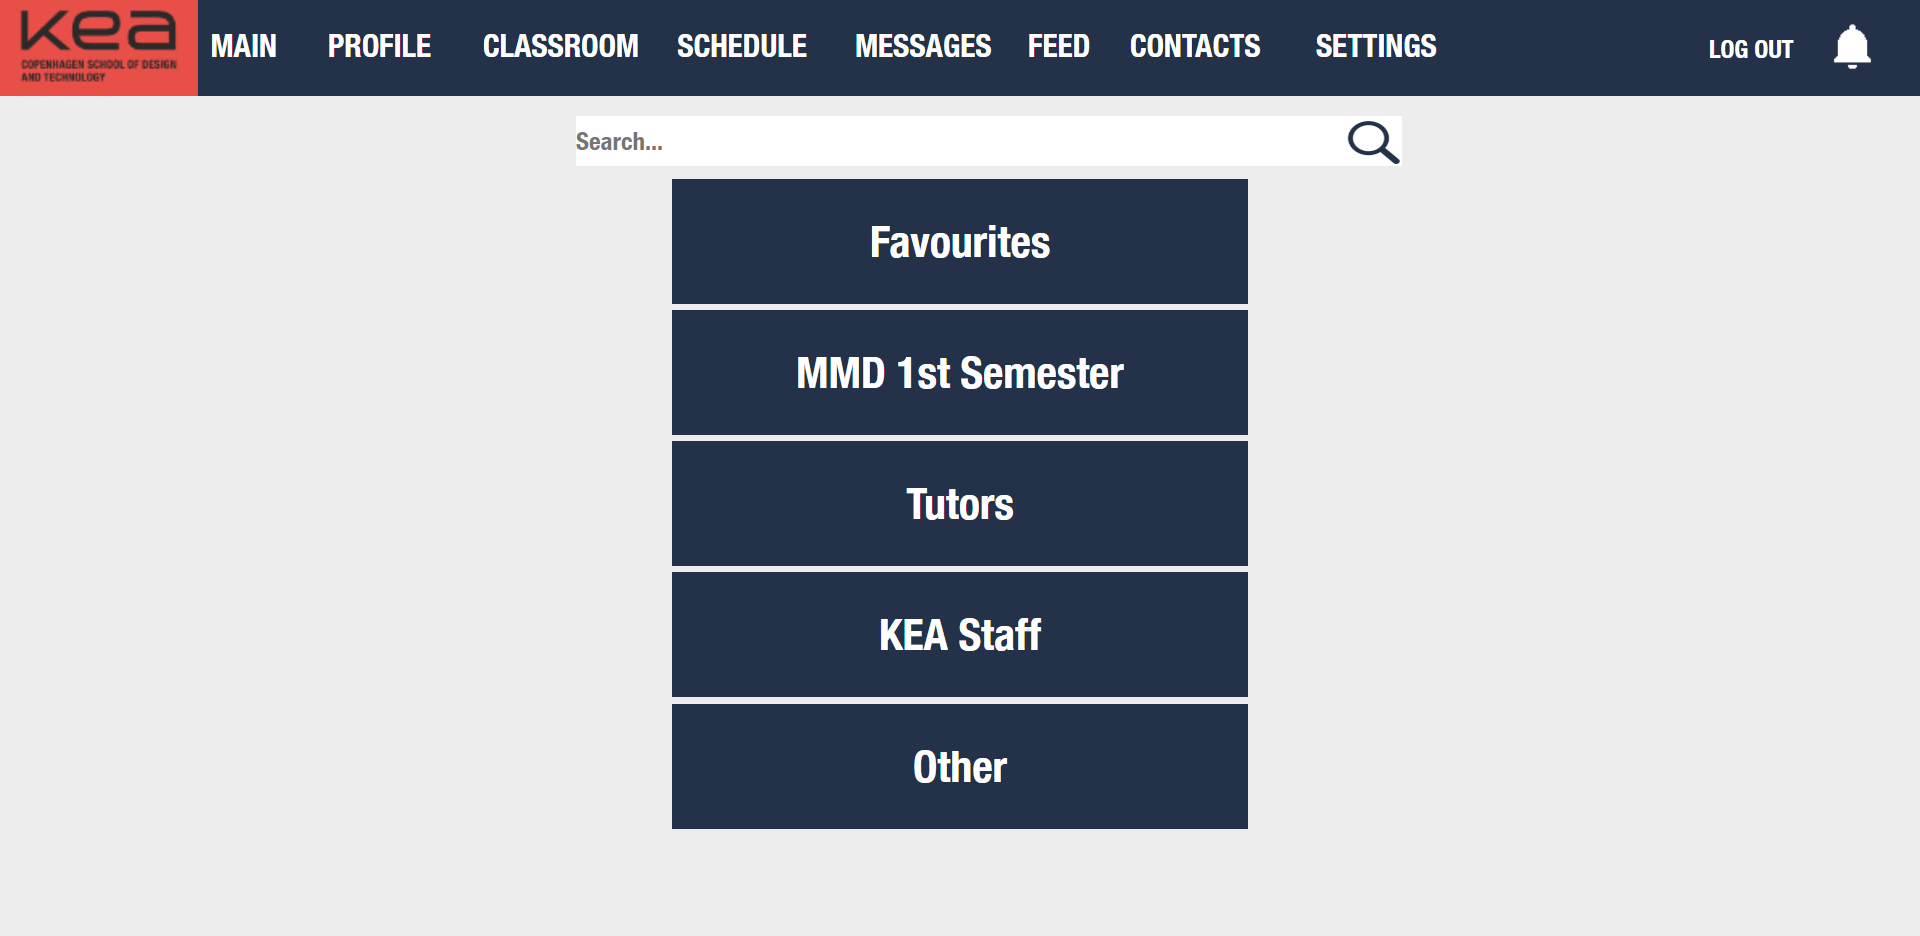 kea
COPENHAGEN SCHOOL OF DESIGN
AND TECHNOLOGY
MAIN PROFILE CLASSROOM SCHEDULE MESSAGES FEED CONTACTS SETTINGS LOG OUT
Search...
Favourites
MMD 1st Semester
Tutors
KEA Staff
Other